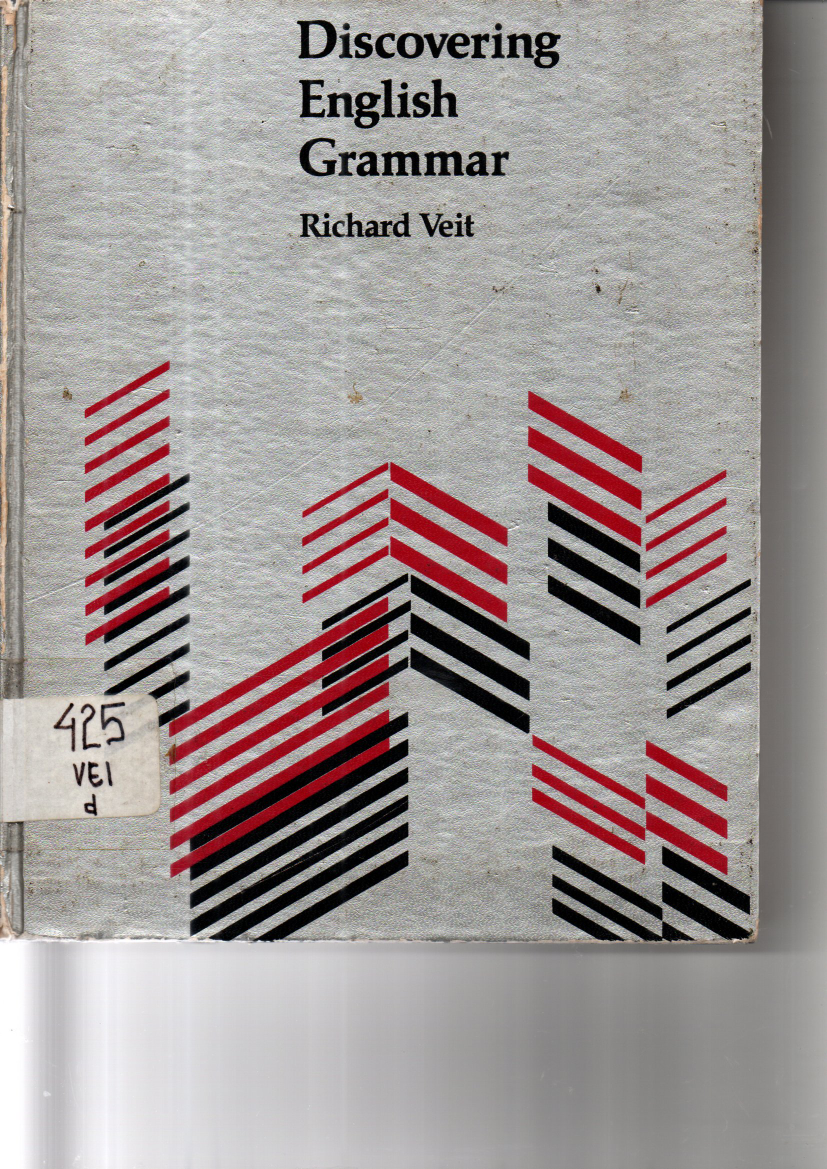 Discovering
English
Grammar
Richard Veit
425
VEI
d